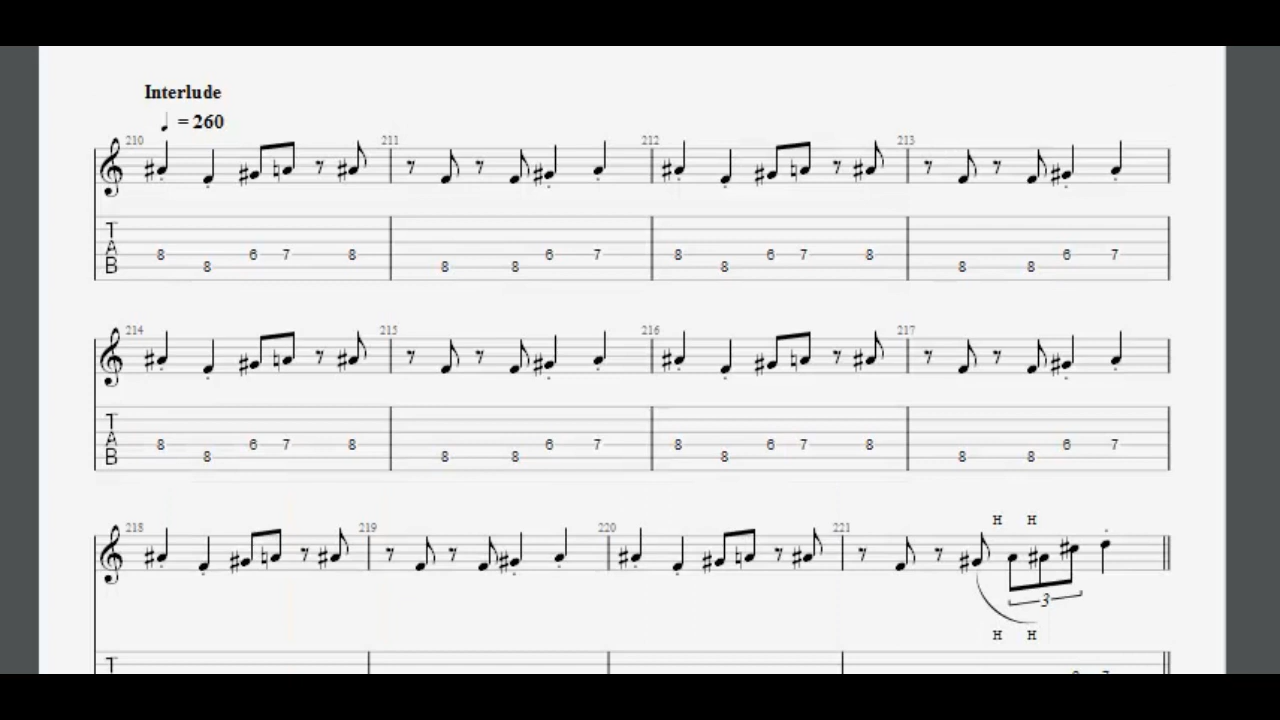 Interlude
♩ = 260
210 211 212 213
T
A
B
8 8 6 7 8 8 8 6 7 8 8 6 7 8 8 8 6 7
214 215 216 217
T
A
B
8 8 6 7 8 8 8 6 7 8 8 6 7 8 8 8 6 7
H H
218 219 220 221
3
H H
T